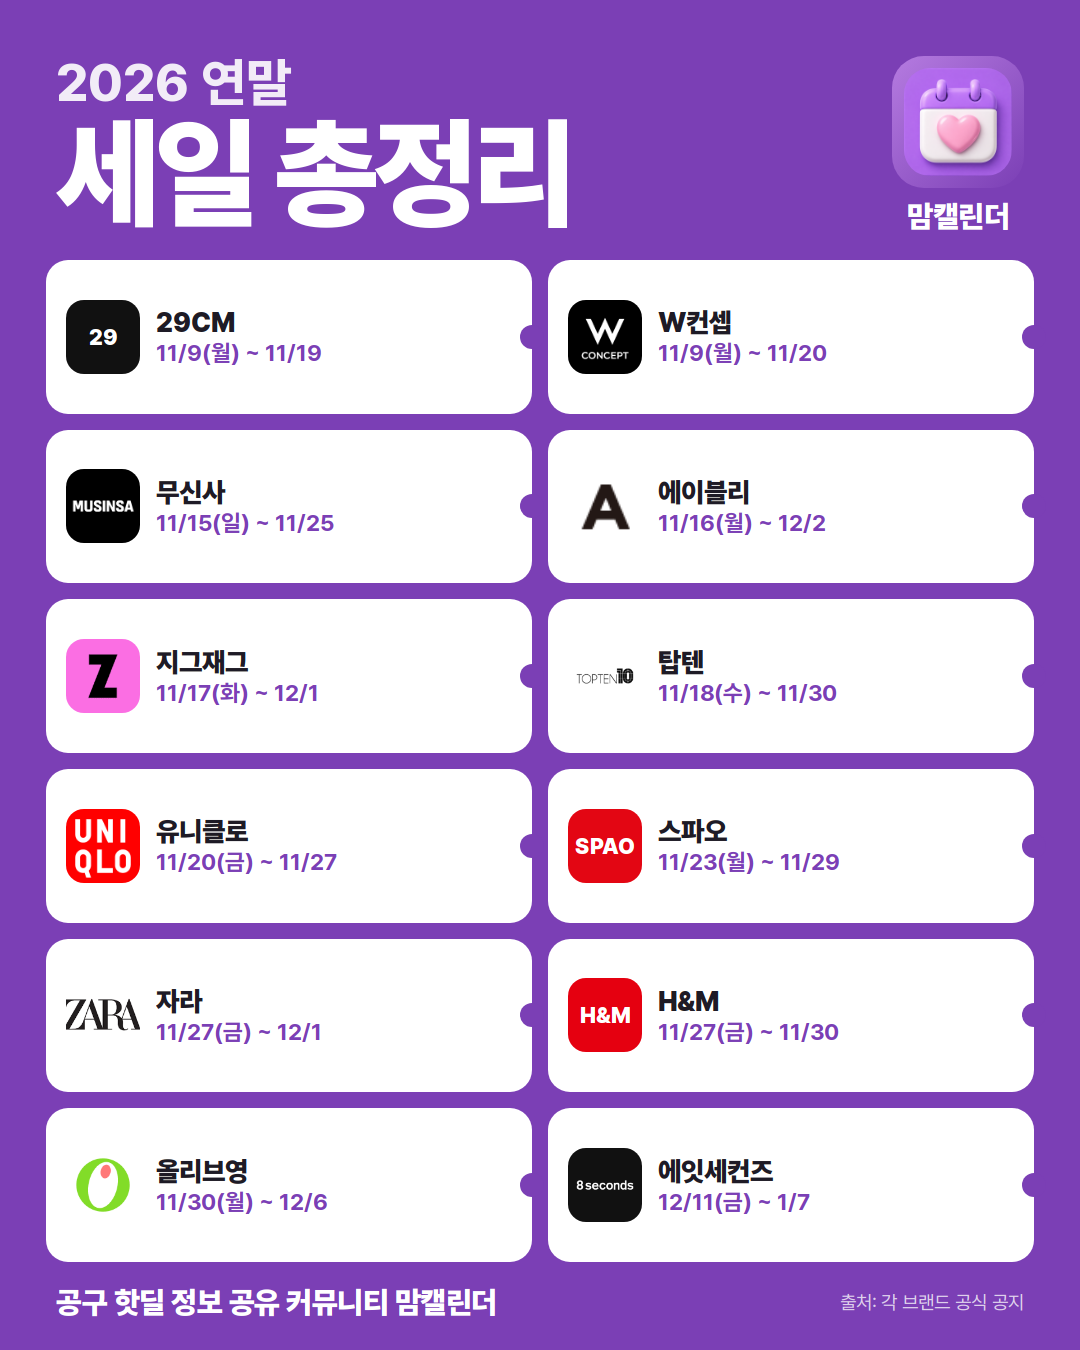 2026 연말
세일 총정리
맘캘린더
29
29CM
11/9(월) ~ 11/19
W
CONCEPT
W컨셉
11/9(월) ~ 11/20
MUSINSA
무신사
11/15(일) ~ 11/25
A
에이블리
11/16(월) ~ 12/2
Z
지그재그
11/17(화) ~ 12/1
TOPTEN10
탑텐
11/18(수) ~ 11/30
UNI
QLO
유니클로
11/20(금) ~ 11/27
SPAO
스파오
11/23(월) ~ 11/29
ZARA
자라
11/27(금) ~ 12/1
H&M
H&M
11/27(금) ~ 11/30
올리브영
11/30(월) ~ 12/6
8seconds
에잇세컨즈
12/11(금) ~ 1/7
공구 핫딜 정보 공유 커뮤니티 맘캘린더
출처: 각 브랜드 공식 공지